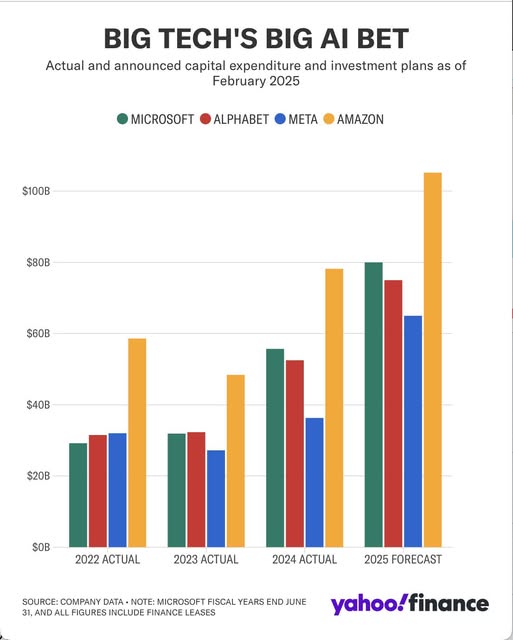 BIG TECH'S BIG AI BET
Actual and announced capital expenditure and investment plans as of
February 2025
MICROSOFT ALPHABET META AMAZON
$100B
$80B
$60B
$40B
$20B
$0B
2022 ACTUAL 2023 ACTUAL 2024 ACTUAL 2025 FORECAST
SOURCE: COMPANY DATA • NOTE: MICROSOFT FISCAL YEARS END JUNE
31, AND ALL FIGURES INCLUDE FINANCE LEASES
yahoo!finance